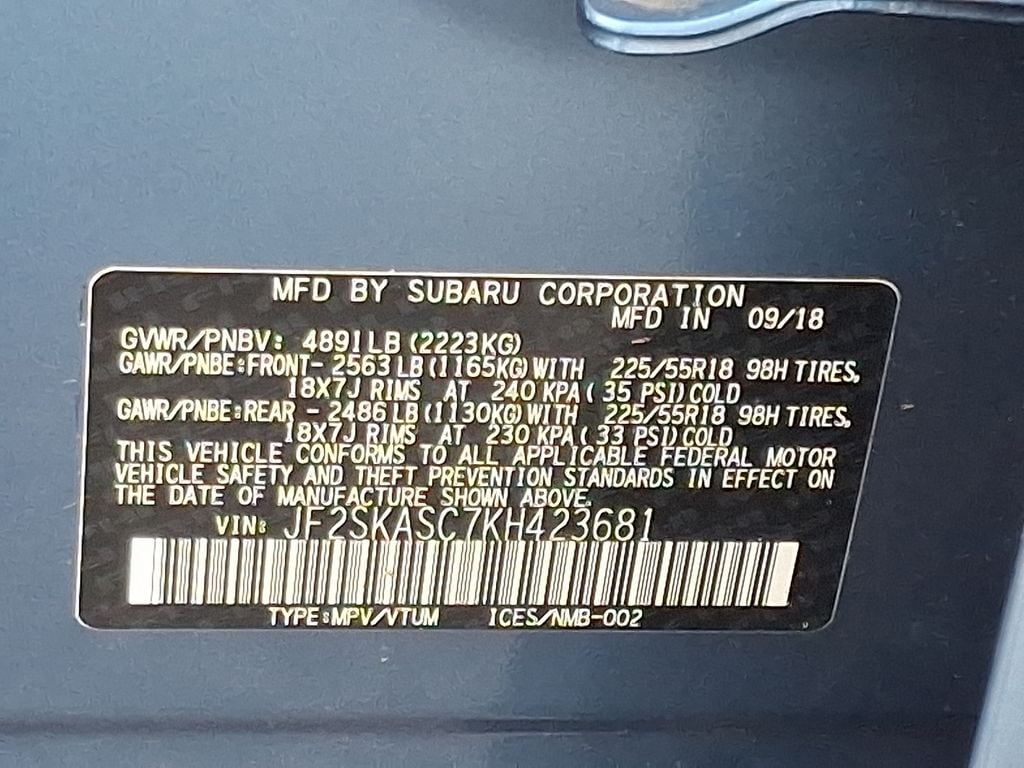 MFD BY SUBARU CORPORATION
MFD IN 09/18
GVWR/PNBV: 4891LB (2223KG)
GAWR/PNBE:FRONT- 2563LB (1165KG) WITH 225/55R18 98H TIRES,
18X7J RIMS AT 240 KPA ( 35 PSI) COLD
GAWR/PNBE:REAR - 2486LB (1130KG) WITH 225/55R18 98H TIRES,
18X7J RIMS AT 230 KPA ( 33 PSI) COLD
THIS VEHICLE CONFORMS TO ALL APPLICABLE FEDERAL MOTOR
VEHICLE SAFETY AND THEFT PREVENTION STANDARDS IN EFFECT ON
THE DATE OF MANUFACTURE SHOWN ABOVE.
VIN: JF2SKASC7KH423681
TYPE:MPV/VTUM ICES/NMB-002